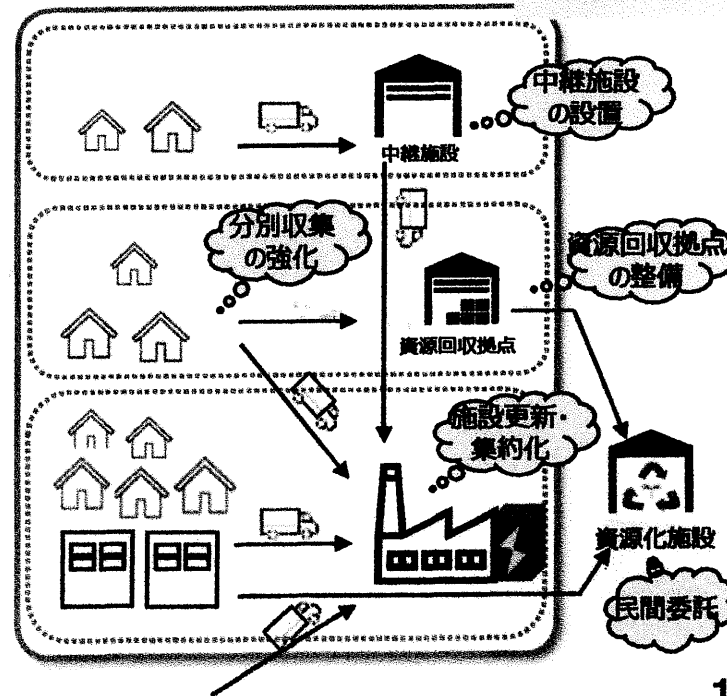 中継施設
の設置
中継施設
分別収集
の強化
資源回収拠点
の整備
資源回収拠点
施設更新・
集約化
資源化施設
民間委託